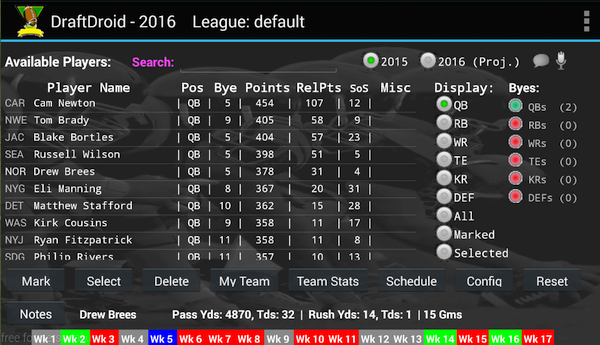 DraftDroid - 2016 League: default
Available Players: Search: 2015 2016 (Proj.)
Player Name Pos Bye Points RelPts SoS Misc Display: Byes:
CAR Cam Newton | QB | 5 | 454 | 107 | 12 | QB QBs (2)
NWE Tom Brady | QB | 9 | 405 | 58 | 9 | RB RBs (0)
JAC Blake Bortles | QB | 9 | 404 | 57 | 23 | WR WRs (0)
SEA Russell Wilson | QB | 5 | 398 | 51 | 5 | TE TEs (0)
NOR Drew Brees | QB | 5 | 378 | 31 | 4 | KR KRs (0)
NYG Eli Manning | QB | 8 | 367 | 20 | 31 | DEF DEFs (0)
DET Matthew Stafford | QB | 10 | 362 | 15 | 28 | All
WAS Kirk Cousins | QB | 9 | 358 | 11 | 17 | Marked
NYJ Ryan Fitzpatrick | QB | 11 | 358 | 11 | 8 | Selected
SDG Philip Rivers | QB | 11 | 357 | 10 | 13 |
Mark Select Delete My Team Team Stats Schedule Config Reset
Notes Drew Brees Pass Yds: 4870, Tds: 32 | Rush Yds: 14, Tds: 1 | 15 Gms
free fo
Wk 1 Wk 2 Wk 3 Wk 4 Wk 5 Wk 6 Wk 7 Wk 8 Wk 9 Wk 10 Wk 11 Wk 12 Wk 13 Wk 14 Wk 15 Wk 16 Wk 17